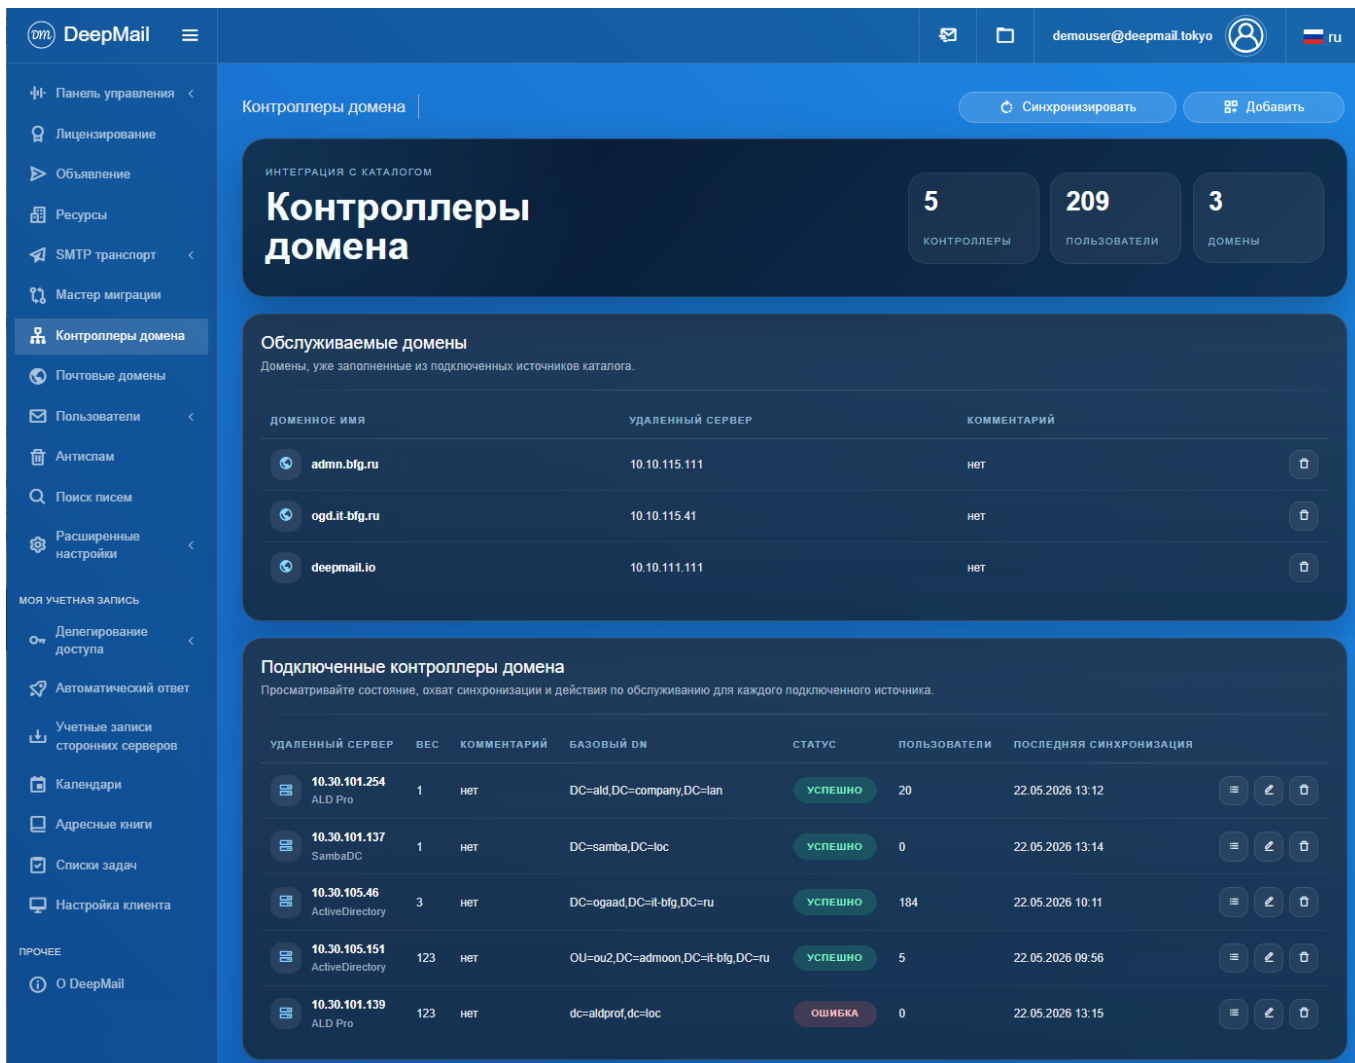 DeepMail
demouser@deepmail.tokyo
ru
Панель управления
Лицензирование
Объявление
Ресурсы
SMTP транспорт
Мастер миграции
Контроллеры домена
Почтовые домены
Пользователи
Антиспам
Поиск писем
Расширенные
настройки
МОЯ УЧЕТНАЯ ЗАПИСЬ
Делегирование
доступа
Автоматический ответ
Учетные записи
сторонних серверов
Календари
Адресные книги
Списки задач
Настройка клиента
ПРОЧЕЕ
О DeepMail
Контроллеры домена
Синхронизировать
Добавить
ИНТЕГРАЦИЯ С КАТАЛОГОМ
Контроллеры
домена
5
КОНТРОЛЛЕРЫ
209
ПОЛЬЗОВАТЕЛИ
3
ДОМЕНЫ
Обслуживаемые домены
Домены, уже заполненные из подключенных источников каталога.
ДОМЕННОЕ ИМЯ УДАЛЕННЫЙ СЕРВЕР КОММЕНТАРИЙ
admn.bfg.ru 10.10.115.111 нет
ogd.it-bfg.ru 10.10.115.41 нет
deepmail.io 10.10.111.111 нет
Подключенные контроллеры домена
Просматривайте состояние, охват синхронизации и действия по обслуживанию для каждого подключенного источника.
УДАЛЕННЫЙ СЕРВЕР ВЕС КОММЕНТАРИЙ БАЗОВЫЙ DN СТАТУС ПОЛЬЗОВАТЕЛИ ПОСЛЕДНЯЯ СИНХРОНИЗАЦИЯ
10.30.101.254
ALD Pro
1 нет DC=ald,DC=company,DC=lan УСПЕШНО 20 22.05.2026 13:12
10.30.101.137
SambaDC
1 нет DC=samba,DC=loc УСПЕШНО 0 22.05.2026 13:14
10.30.105.46
ActiveDirectory
3 нет DC=ogaad,DC=it-bfg,DC=ru УСПЕШНО 184 22.05.2026 10:11
10.30.105.151
ActiveDirectory
123 нет OU=ou2,DC=admoon,DC=it-bfg,DC=ru УСПЕШНО 5 22.05.2026 09:56
10.30.101.139
ALD Pro
123 нет dc=aldprof,dc=loc ОШИБКА 0 22.05.2026 13:15